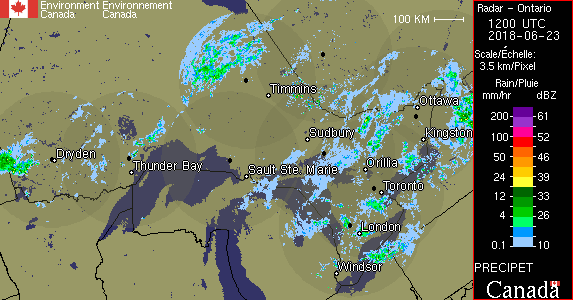 Environment Environnement
Canada Canada
100 KM
Timmins
Ottawa
Sudbury
Kingston
Dryden
Thunder Bay
Sault Ste. Marie
Orillia
Toronto
London
Windsor
Radar - Ontario
1200 UTC
2018-06-23
Scale/Échelle:
3.5 km/Pixel
Rain/Pluie
mm/hr dBZ
200 61
100 52
50 46
24 39
12 33
4 26
0.1 10
PRECIPET
Canada